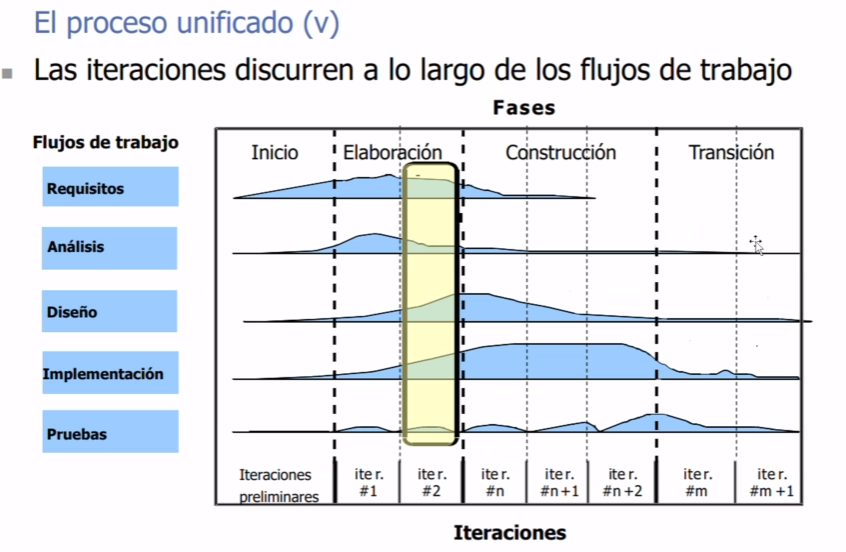 El proceso unificado (v)
Las iteraciones discurren a lo largo de los flujos de trabajo
Fases
Flujos de trabajo
Inicio
Elaboración
Construcción
Transición
Requisitos
Análisis
Diseño
Implementación
Pruebas
Iteraciones
preliminares
iter.
#1
iter.
#2
iter.
#n
iter.
#n+1
iter.
#n+2
iter.
#m
iter.
#m+1
Iteraciones